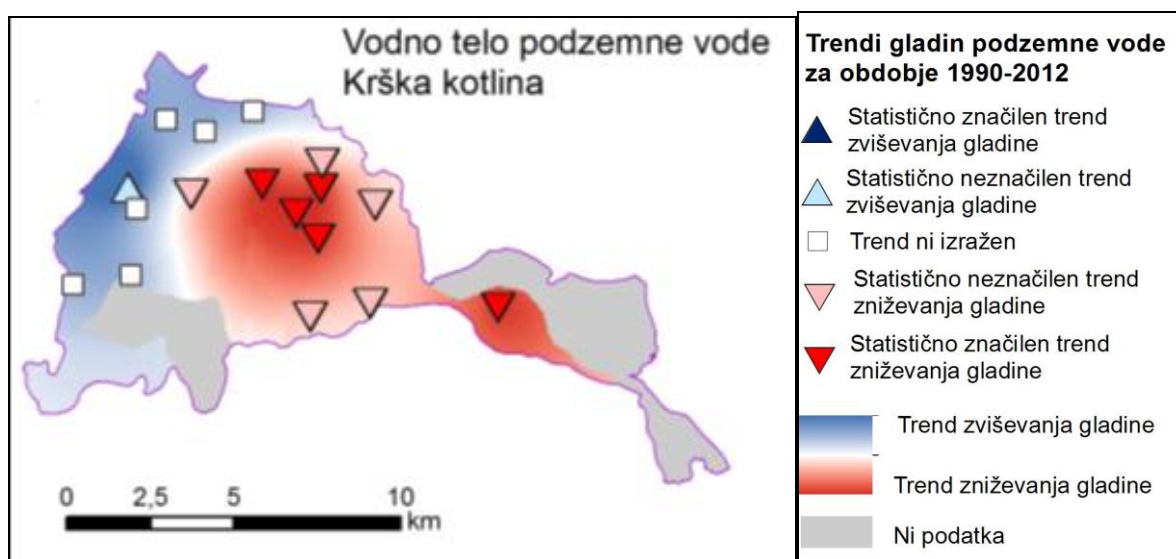 Vodno telo podzemne vode
Krška kotlina
0 2,5 5 10
km
Trendi gladin podzemne vode
za obdobje 1990-2012
Statistično značilen trend
zviševanja gladine
Statistično neznačilen trend
zviševanja gladine
Trend ni izražen
Statistično neznačilen trend
zniževanja gladine
Statistično značilen trend
zniževanja gladine
Trend zviševanja gladine
Trend zniževanja gladine
Ni podatka